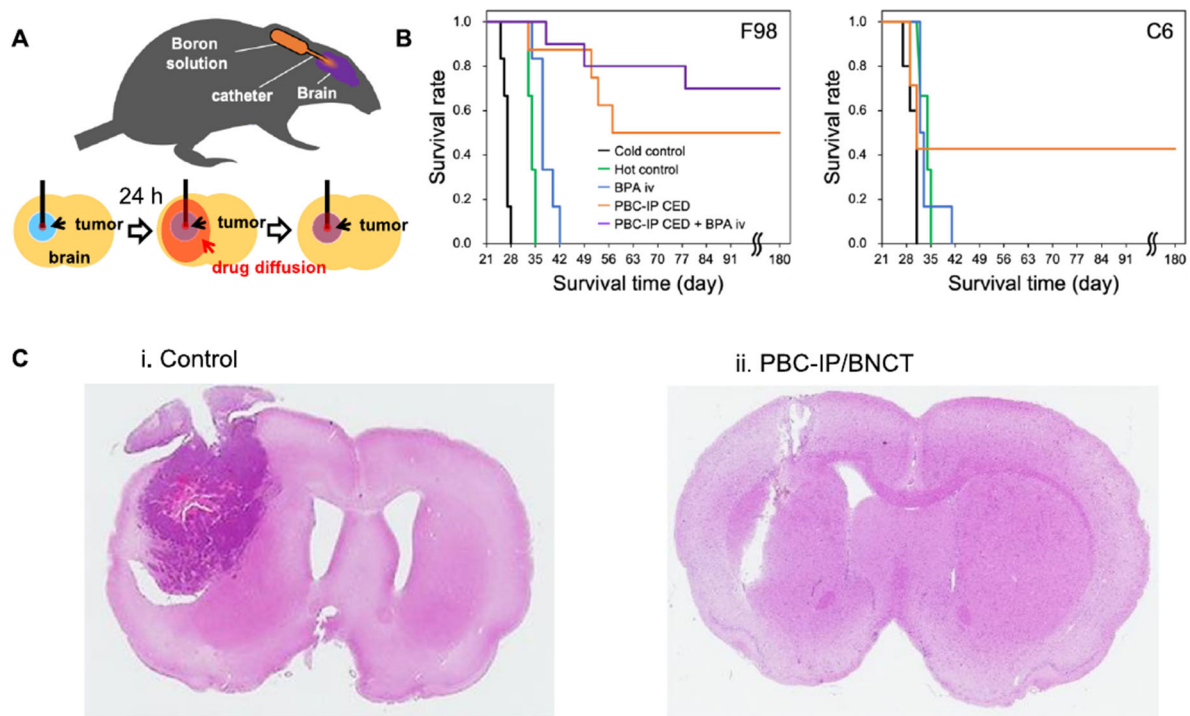 A
Boron
solution
catheter
Brain
24 h
tumor
brain
tumor
drug diffusion
tumor
B
F98
Survival rate
1.0
0.8
0.6
0.4
0.2
0.0
Cold control
Hot control
BPA iv
PBC-IP CED
PBC-IP CED + BPA iv
21 28 35 42 49 56 63 70 77 84 91 180
Survival time (day)
C6
Survival rate
1.0
0.8
0.6
0.4
0.2
0.0
21 28 35 42 49 56 63 70 77 84 91 180
Survival time (day)
C
i. Control
ii. PBC-IP/BNCT